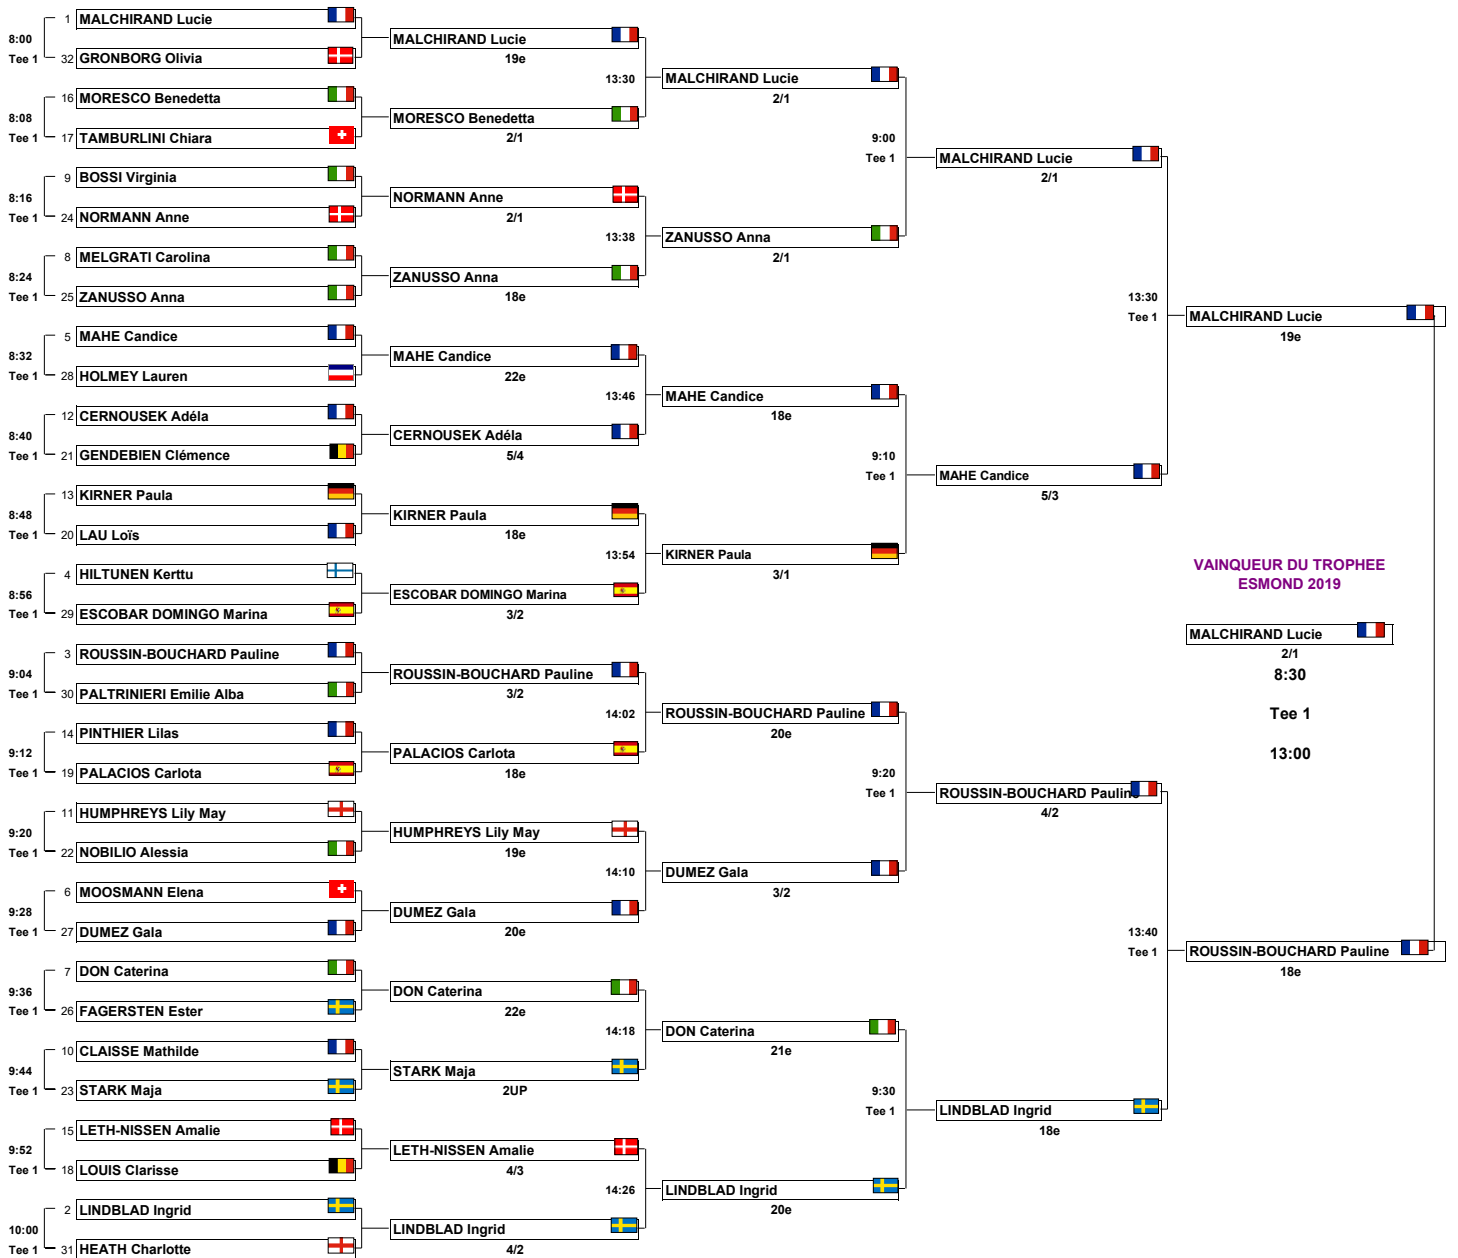 1 MALCHIRAND Lucie
8:00
Tee 1 32 GRONBORG Olivia
MALCHIRAND Lucie
19e
16 MORESCO Benedetta
8:08
Tee 1 17 TAMBURLINI Chiara
MORESCO Benedetta
2/1
13:30
MALCHIRAND Lucie
2/1
9 BOSSI Virginia
8:16
Tee 1 24 NORMANN Anne
NORMANN Anne
2/1
8 MELGRATI Carolina
8:24
Tee 1 25 ZANUSSO Anna
ZANUSSO Anna
18e
13:38
ZANUSSO Anna
2/1
9:00
Tee 1
MALCHIRAND Lucie
2/1
5 MAHE Candice
8:32
Tee 1 28 HOLMEY Lauren
MAHE Candice
22e
12 CERNOUSEK Adéla
8:40
Tee 1 21 GENDEBIEN Clémence
CERNOUSEK Adéla
5/4
13:46
MAHE Candice
18e
13 KIRNER Paula
8:48
Tee 1 20 LAU Loïs
KIRNER Paula
18e
4 HILTUNEN Kerttu
8:56
Tee 1 29 ESCOBAR DOMINGO Marina
ESCOBAR DOMINGO Marina
3/2
13:54
KIRNER Paula
3/1
9:10
Tee 1
MAHE Candice
5/3
13:30
Tee 1
MALCHIRAND Lucie
19e
3 ROUSSIN-BOUCHARD Pauline
9:04
Tee 1 30 PALTRINIERI Emilie Alba
ROUSSIN-BOUCHARD Pauline
3/2
14 PINTHIER Lilas
9:12
Tee 1 19 PALACIOS Carlota
PALACIOS Carlota
18e
14:02
ROUSSIN-BOUCHARD Pauline
20e
11 HUMPHREYS Lily May
9:20
Tee 1 22 NOBILIO Alessia
HUMPHREYS Lily May
19e
6 MOOSMANN Elena
9:28
Tee 1 27 DUMEZ Gala
DUMEZ Gala
20e
14:10
DUMEZ Gala
3/2
9:20
Tee 1
ROUSSIN-BOUCHARD Paulin
4/2
7 DON Caterina
9:36
Tee 1 26 FAGERSTEN Ester
DON Caterina
22e
10 CLAISSE Mathilde
9:44
Tee 1 23 STARK Maja
STARK Maja
2UP
14:18
DON Caterina
21e
15 LETH-NISSEN Amalie
9:52
Tee 1 18 LOUIS Clarisse
LETH-NISSEN Amalie
4/3
2 LINDBLAD Ingrid
10:00
Tee 1 31 HEATH Charlotte
LINDBLAD Ingrid
4/2
14:26
LINDBLAD Ingrid
20e
9:30
Tee 1
LINDBLAD Ingrid
18e
13:40
Tee 1
ROUSSIN-BOUCHARD Pauline
18e
VAINQUEUR DU TROPHEE
ESMOND 2019
MALCHIRAND Lucie
2/1
8:30
Tee 1
13:00